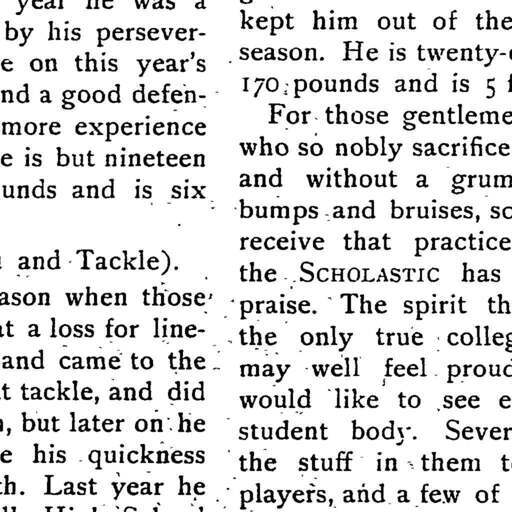 year he was a
by his persever-
e on this year's
nd a good defen-
more experience
e is but nineteen
unds and is six
and Tackle).
ason when those
at a loss for line-
and came to the
t tackle, and did
, but later on he
e his quickness
th. Last year he
kept him out of the
season. He is twenty-
170 pounds and is 5
For those gentleme
who so nobly sacrifice
and without a grum
bumps and bruises, so
receive that practice
the SCHOLASTIC has
praise. The spirit th
the only true colleg
may well feel proud
would like to see e
student body. Sever
the stuff in them t
players, and a few of